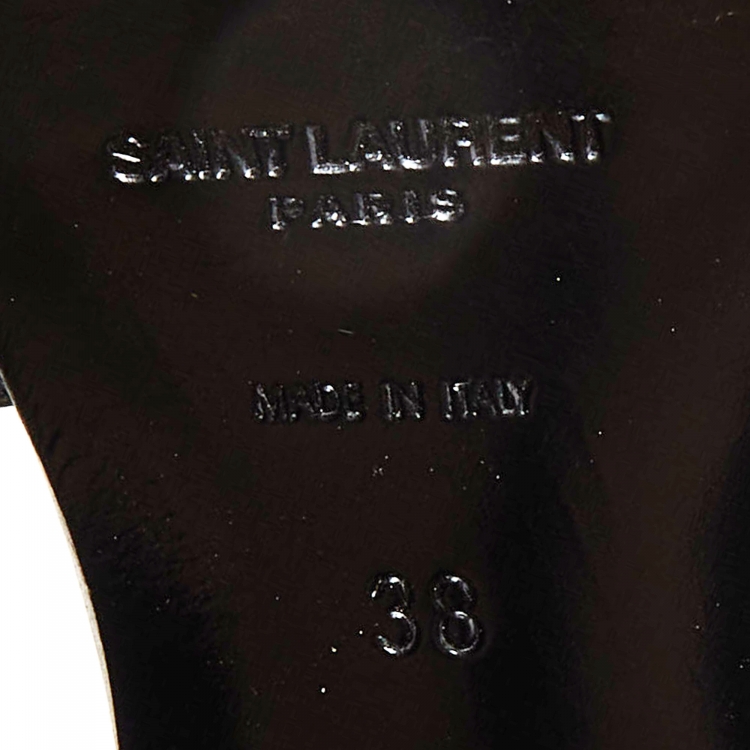 SAINT LAURENT
PARIS
MADE IN ITALY
38